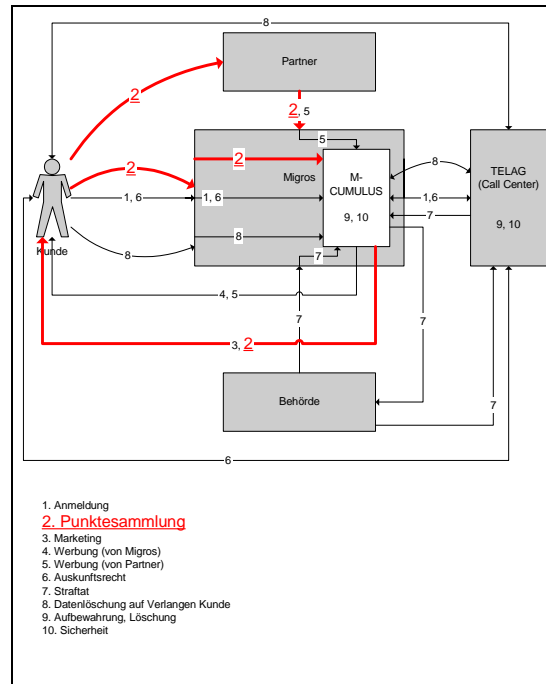 8
Partner
2
2, 5
5
2
2
Migros
M-
CUMULUS
9, 10
8
TELAG
(Call Center)
9, 10
1, 6
1, 6
1,6
7
Kunde
8
8
7
4, 5
7
7
3, 2
Behörde
7
6
1. Anmeldung
2. Punktesammlung
3. Marketing
4. Werbung (von Migros)
5. Werbung (von Partner)
6. Auskunftsrecht
7. Straftat
8. Datenlöschung auf Verlangen Kunde
9. Aufbewahrung, Löschung
10. Sicherheit